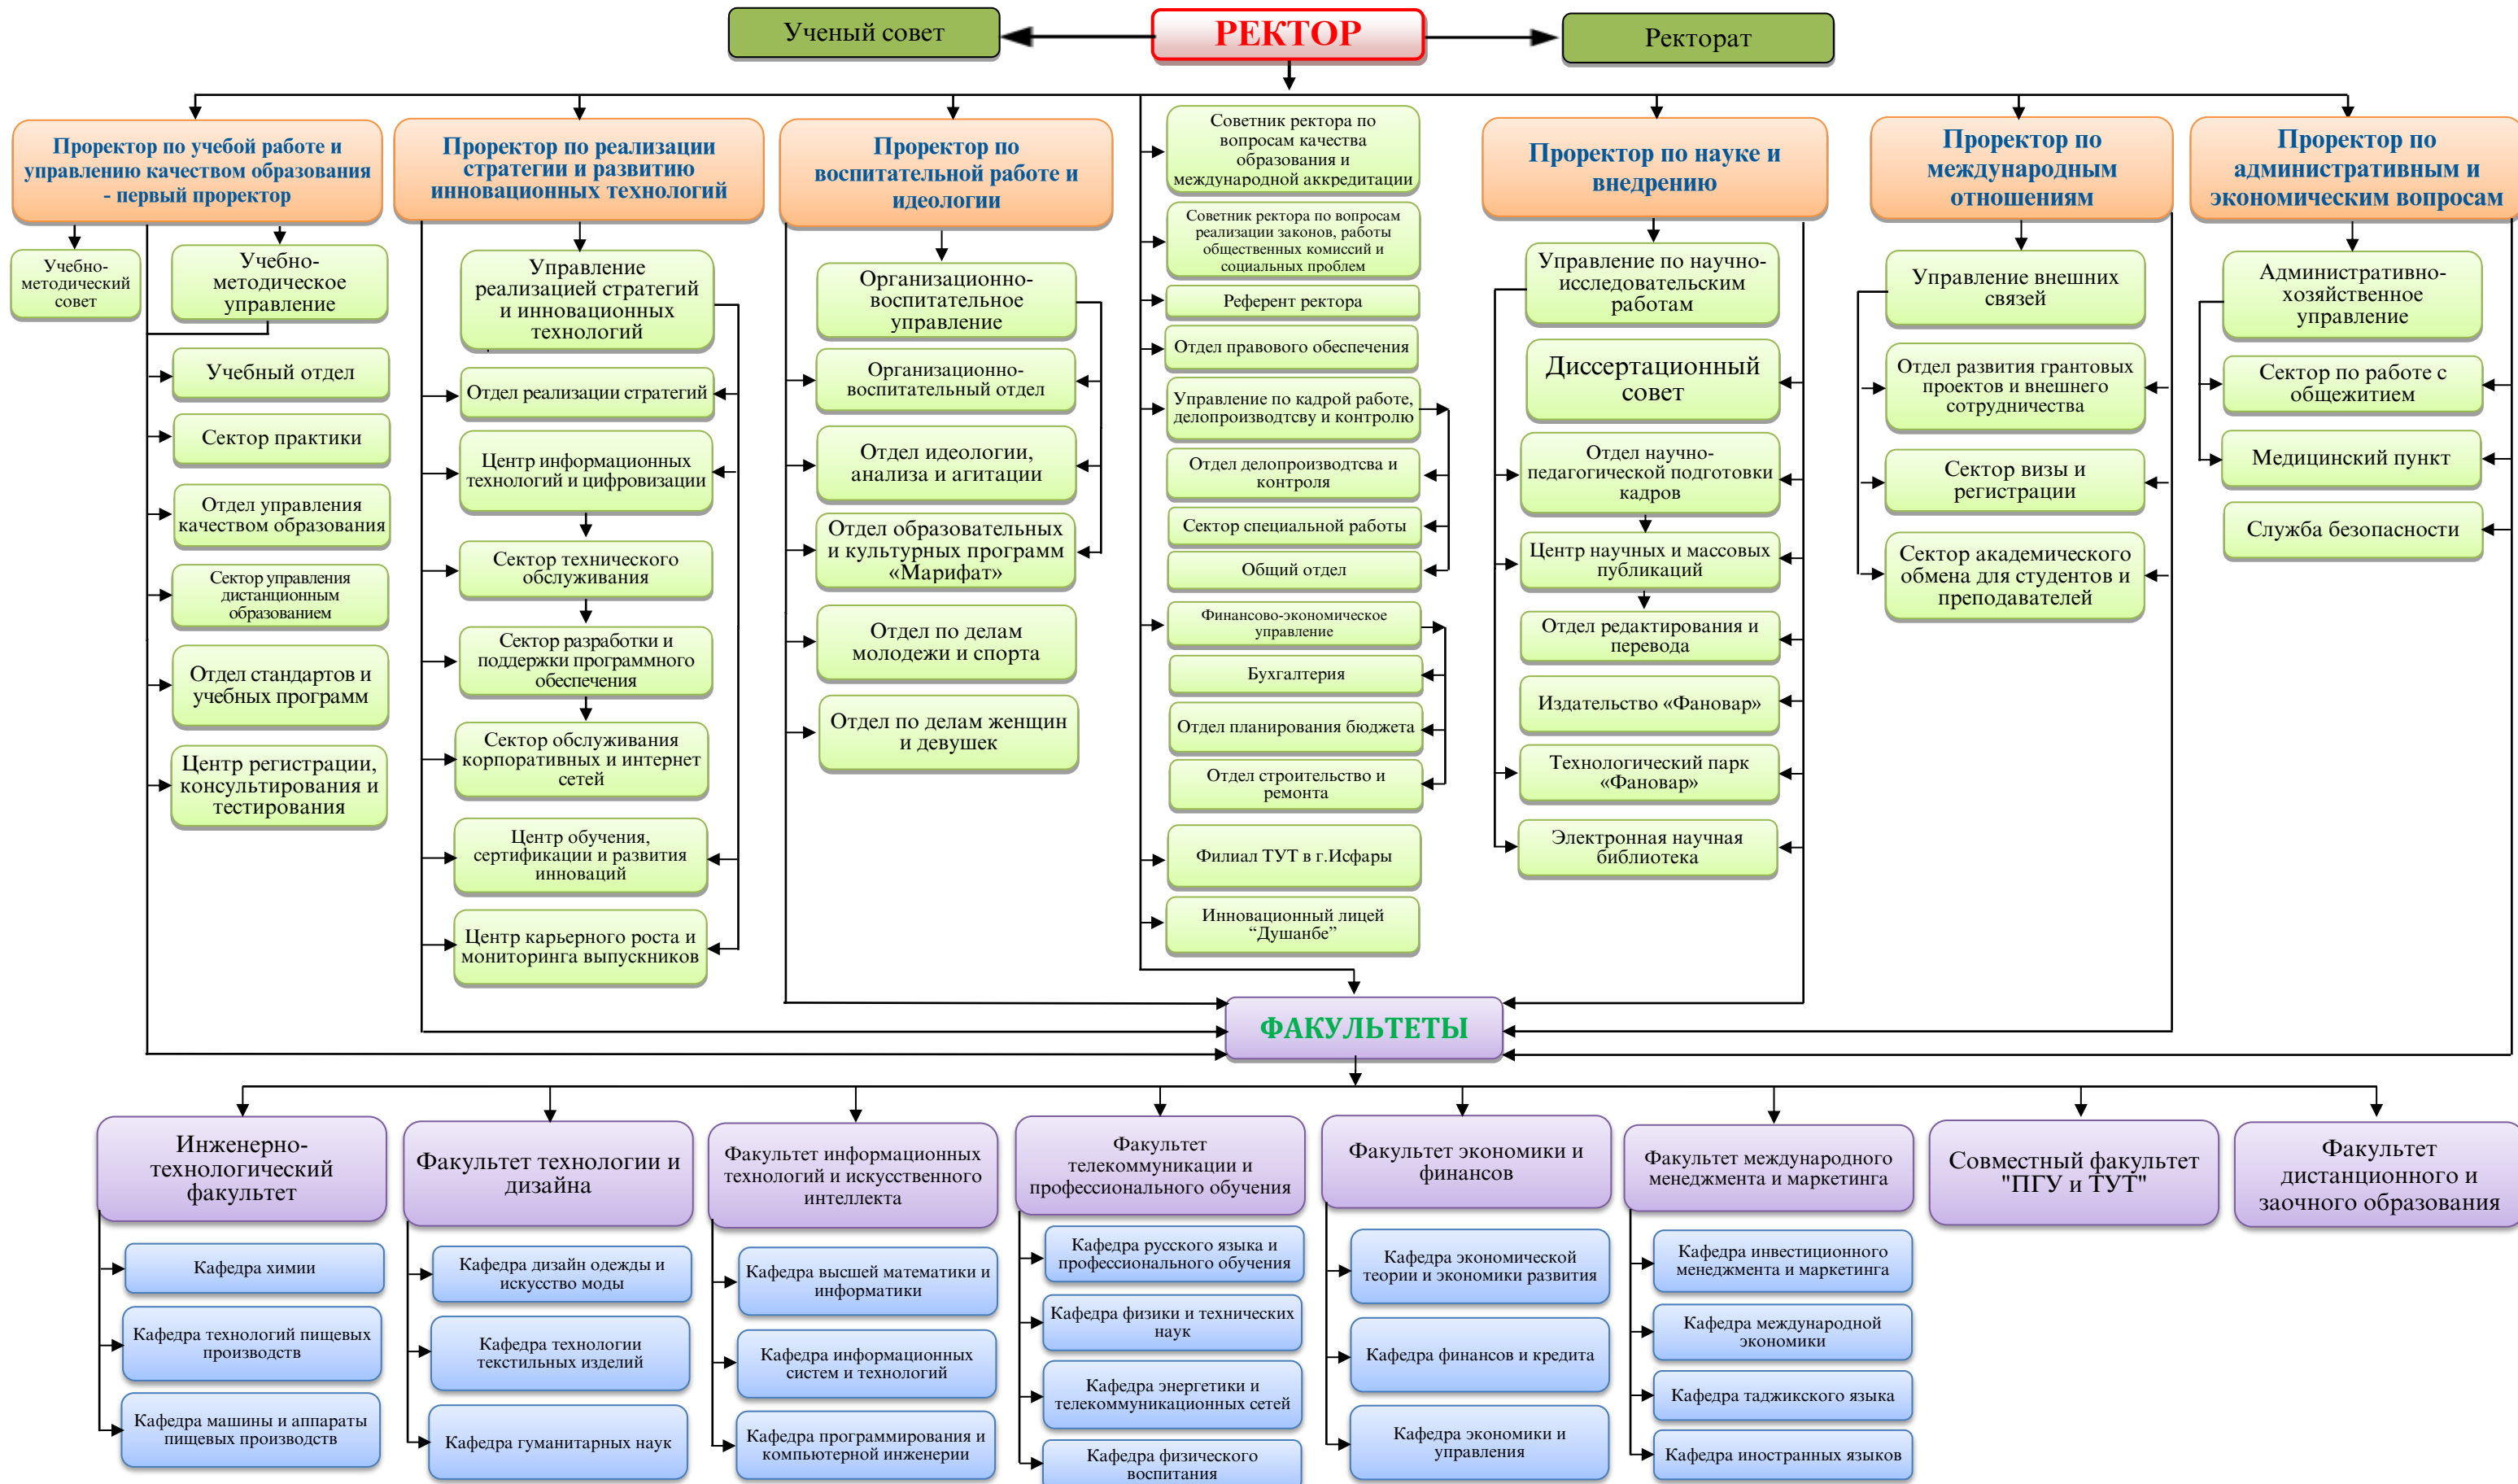 Ученый совет
РЕКТОР
Ректорат
Проректор по учебой работе и
управлению качеством образования
- первый проректор
Учебно-
методический
совет
Учебно-
методическое
управление
Учебный отдел
Сектор практики
Отдел управления
качеством образования
Сектор управления
дистанционным
образованием
Отдел стандартов и
учебных программ
Центр регистрации,
консультирования и
тестирования
Проректор по реализации
стратегии и развитию
инновационных технологий
Управление
реализацией стратегий
и инновационных
технологий
Отдел реализации стратегий
Центр информационных
технологий и цифровизации
Сектор технического
обслуживания
Сектор разработки и
поддержки программного
обеспечения
Сектор обслуживания
корпоративных и интернет
сетей
Центр обучения,
сертификации и развития
инноваций
Центр карьерного роста и
мониторинга выпускников
Проректор по
воспитательной работе и
идеологии
Организационно-
воспитательное
управление
Организационно-
воспитательный отдел
Отдел идеологии,
анализа и агитации
Отдел образовательных
и культурных программ
«Марифат»
Отдел по делам
молодежи и спорта
Отдел по делам женщин
и девушек
Советник ректора по
вопросам качества
образования и
международной аккредитации
Советник ректора по вопросам
реализации законов, работы
общественных комиссий и
социальных проблем
Референт ректора
Отдел правового обеспечения
Управление по кадрой работе,
делопроизводтсву и контролю
Отдел делопроизводтсва и
контроля
Сектор специальной работы
Общий отдел
Финансово-экономическое
управление
Бухгалтерия
Отдел планирования бюджета
Отдел строительство и
ремонта
Филиал ТУТ в г.Исфары
Инновационный лицей
“Душанбе”
Проректор по науке и
внедрению
Управление по научно-
исследовательским
работам
Диссертационный
совет
Отдел научно-
педагогической подготовки
кадров
Центр научных и массовых
публикаций
Отдел редактирования и
перевода
Издательство «Фановар»
Технологический парк
«Фановар»
Электронная научная
библиотека
Проректор по
международным
отношениям
Управление внешних
связей
Отдел развития грантовых
проектов и внешнего
сотрудничества
Сектор визы и
регистрации
Сектор академического
обмена для студентов и
преподавателей
Проректор по
административным и
экономическим вопросам
Административно-
хозяйственное
управление
Сектор по работе с
общежитием
Медицинский пункт
Служба безопасности
ФАКУЛЬТЕТЫ
Инженерно-
технологический
факультет
Кафедра химии
Кафедра технологий пищевых
производств
Кафедра машины и аппараты
пищевых производств
Факультет технологии и
дизайна
Кафедра дизайн одежды и
искусство моды
Кафедра технологии
текстильных изделий
Кафедра гуманитарных наук
Факультет информационных
технологий и искусственного
интеллекта
Кафедра высшей математики и
информатики
Кафедра информационных
систем и технологий
Кафедра программирования и
компьютерной инженерии
Факультет
телекоммуникации и
профессионального обучения
Кафедра русского языка и
профессионального обучения
Кафедра физики и технических
наук
Кафедра энергетики и
телекоммуникационных сетей
Кафедра физического
воспитания
Факультет экономики и
финансов
Кафедра экономической
теории и экономики развития
Кафедра финансов и кредита
Кафедра экономики и
управления
Факультет международного
менеджмента и маркетинга
Кафедра инвестиционного
менеджмента и маркетинга
Кафедра международной
экономики
Кафедра таджикского языка
Кафедра иностранных языков
Совместный факультет
"ПГУ и ТУТ"
Факультет
дистанционного и
заочного образования